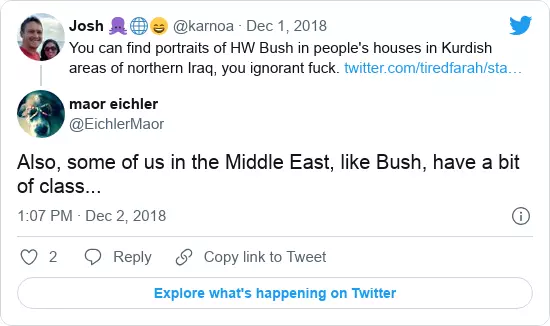 Josh 🐙🌐😄 @karnoa · Dec 1, 2018
You can find portraits of HW Bush in people's houses in Kurdish
areas of northern Iraq, you ignorant fuck. twitter.com/tiredfarah/sta…
maor eichler
@EichlerMaor
Also, some of us in the Middle East, like Bush, have a bit
of class...
1:07 PM · Dec 2, 2018
2 Reply Copy link to Tweet
Explore what's happening on Twitter